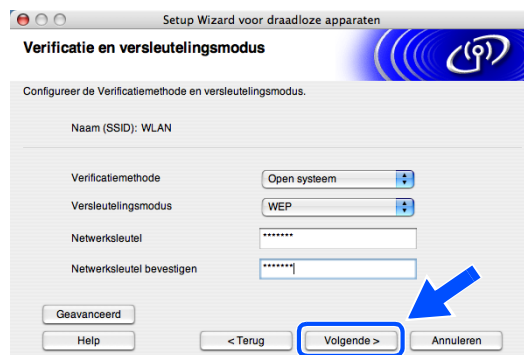 Setup Wizard voor draadloze apparaten
Verificatie en versleutelingsmodus
Configureer de Verificatiemethode en versleutelingsmodus.
Naam (SSID): WLAN
Verificatiemethode Open systeem
Versleutelingsmodus WEP
Netwerksleutel *******
Netwerksleutel bevestigen *******
Geavanceerd
Help < Terug Volgende > Annuleren